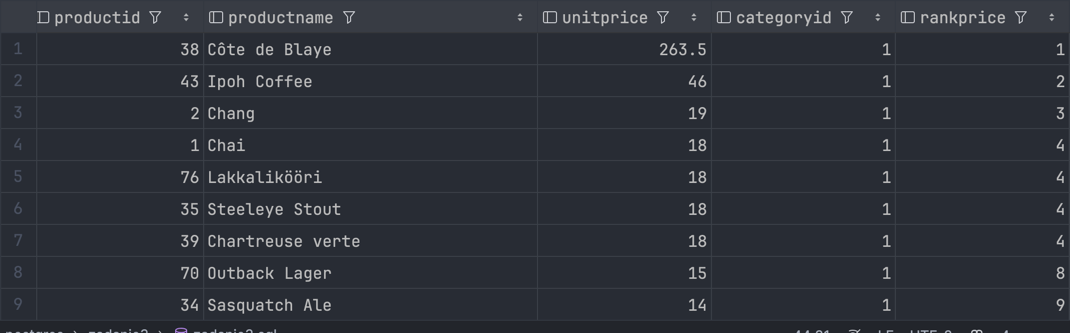 productid productname unitprice categoryid rankprice
1 38 Côte de Blaye 263.5 1 1
2 43 Ipoh Coffee 46 1 2
3 2 Chang 19 1 3
4 1 Chai 18 1 4
5 76 Lakkalikööri 18 1 4
6 35 Steeleye Stout 18 1 4
7 39 Chartreuse verte 18 1 4
8 70 Outback Lager 15 1 8
9 34 Sasquatch Ale 14 1 9